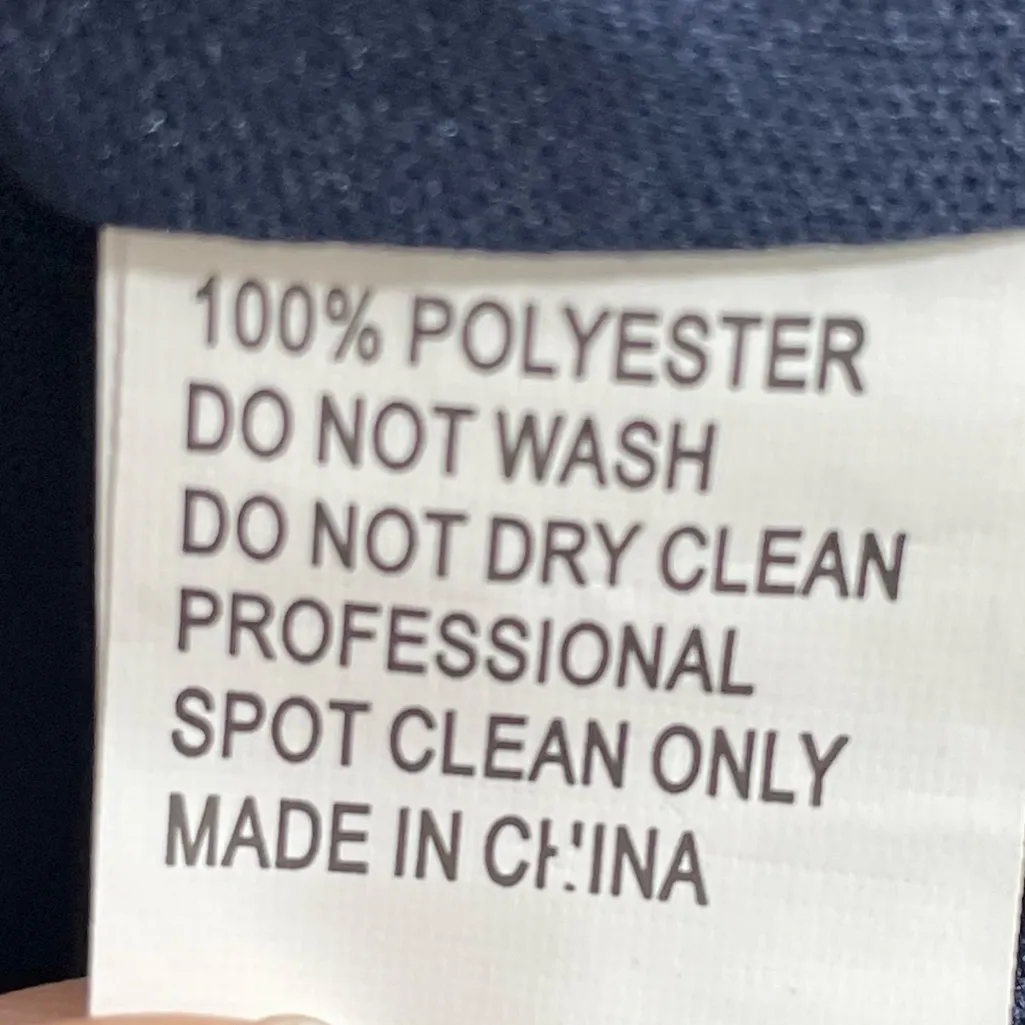 100% POLYESTER
DO NOT WASH
DO NOT DRY CLEAN
PROFESSIONAL
SPOT CLEAN ONLY
MADE IN CHINA